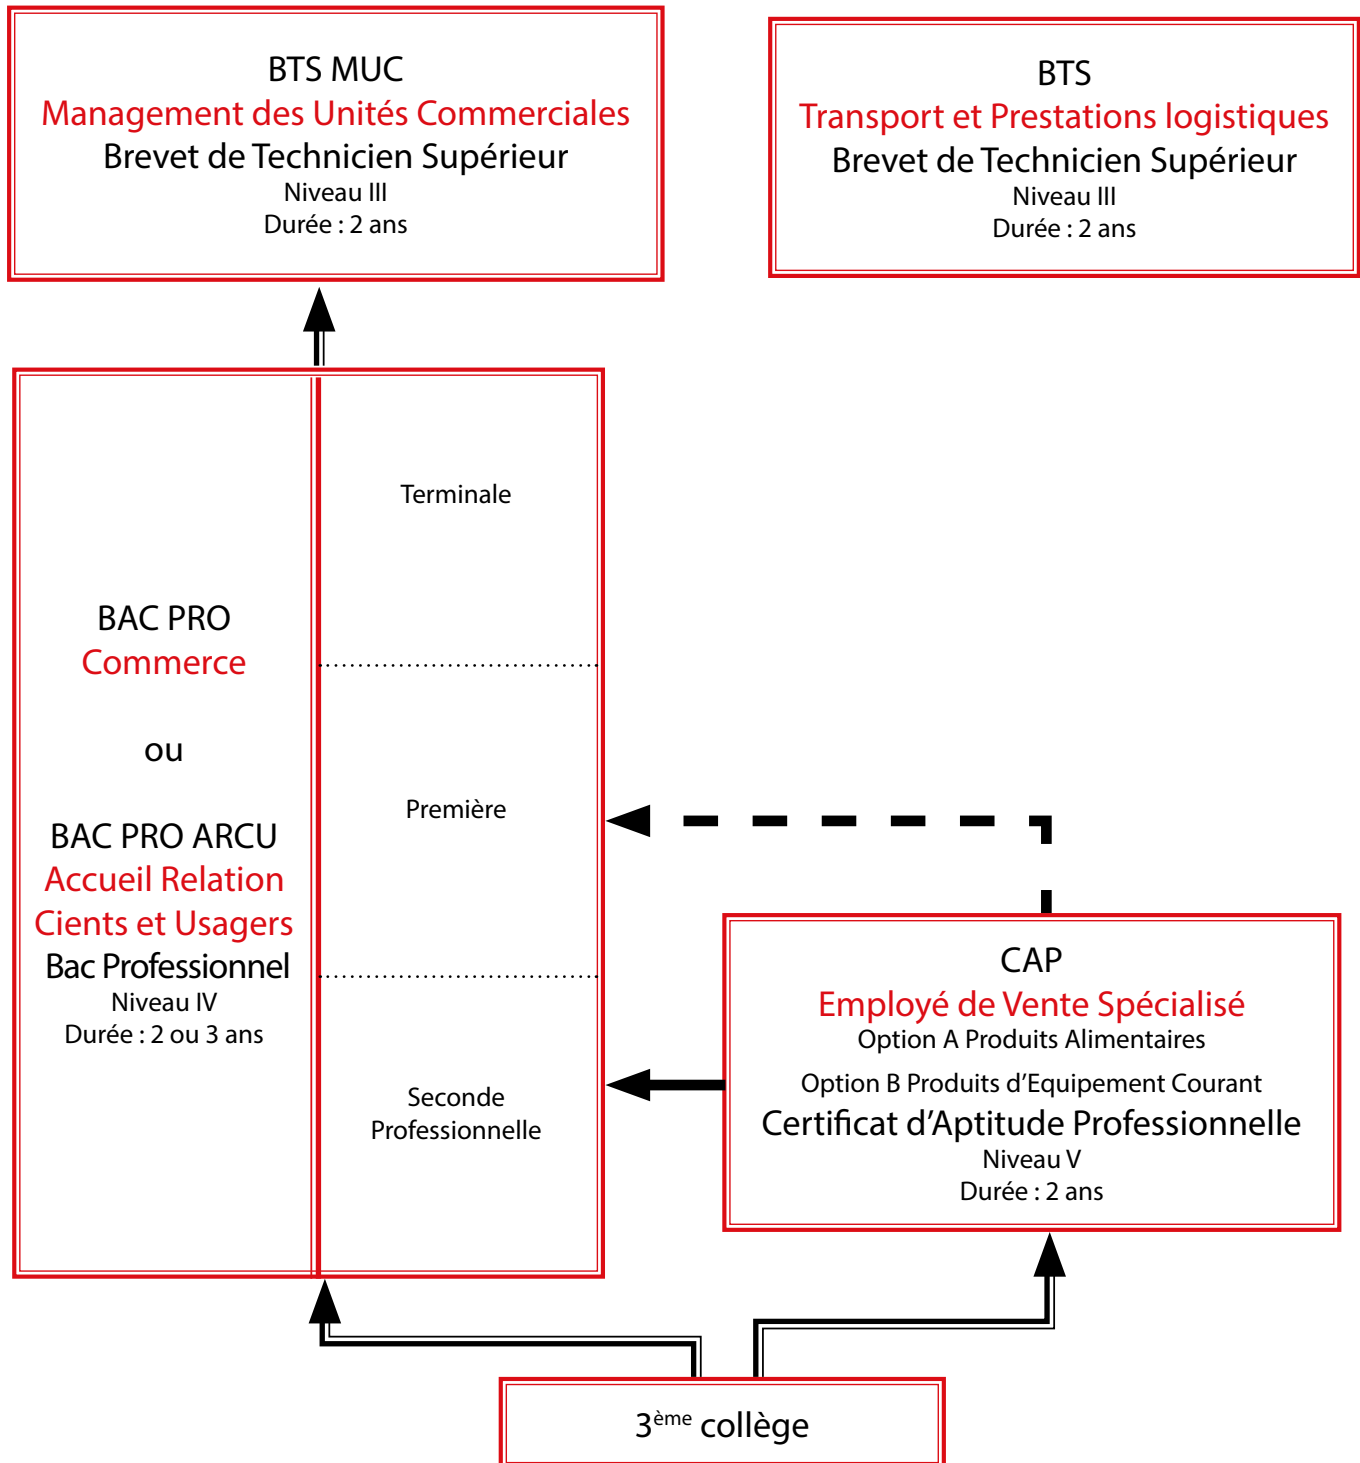 BTS MUC
Management des Unités Commerciales
Brevet de Technicien Supérieur
Niveau III
Durée : 2 ans
BTS
Transport et Prestations logistiques
Brevet de Technicien Supérieur
Niveau III
Durée : 2 ans
BAC PRO
Commerce
ou
BAC PRO ARCU
Accueil Relation
Cients et Usagers
Bac Professionnel
Niveau IV
Durée : 2 ou 3 ans
Terminale
Première
Seconde
Professionnelle
CAP
Employé de Vente Spécialisé
Option A Produits Alimentaires
Option B Produits d'Equipement Courant
Certificat d'Aptitude Professionnelle
Niveau V
Durée : 2 ans
3ème collège